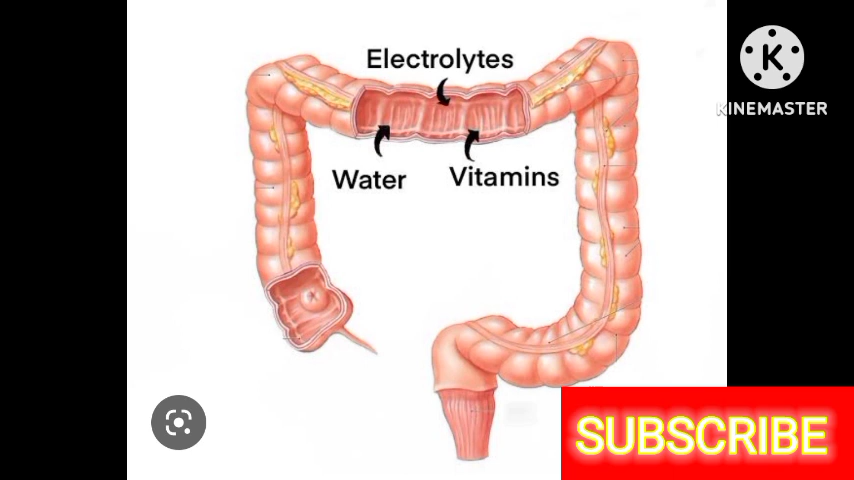 Electrolytes
Water
Vitamins
K
KINEMASTER
SUBSCRIBE